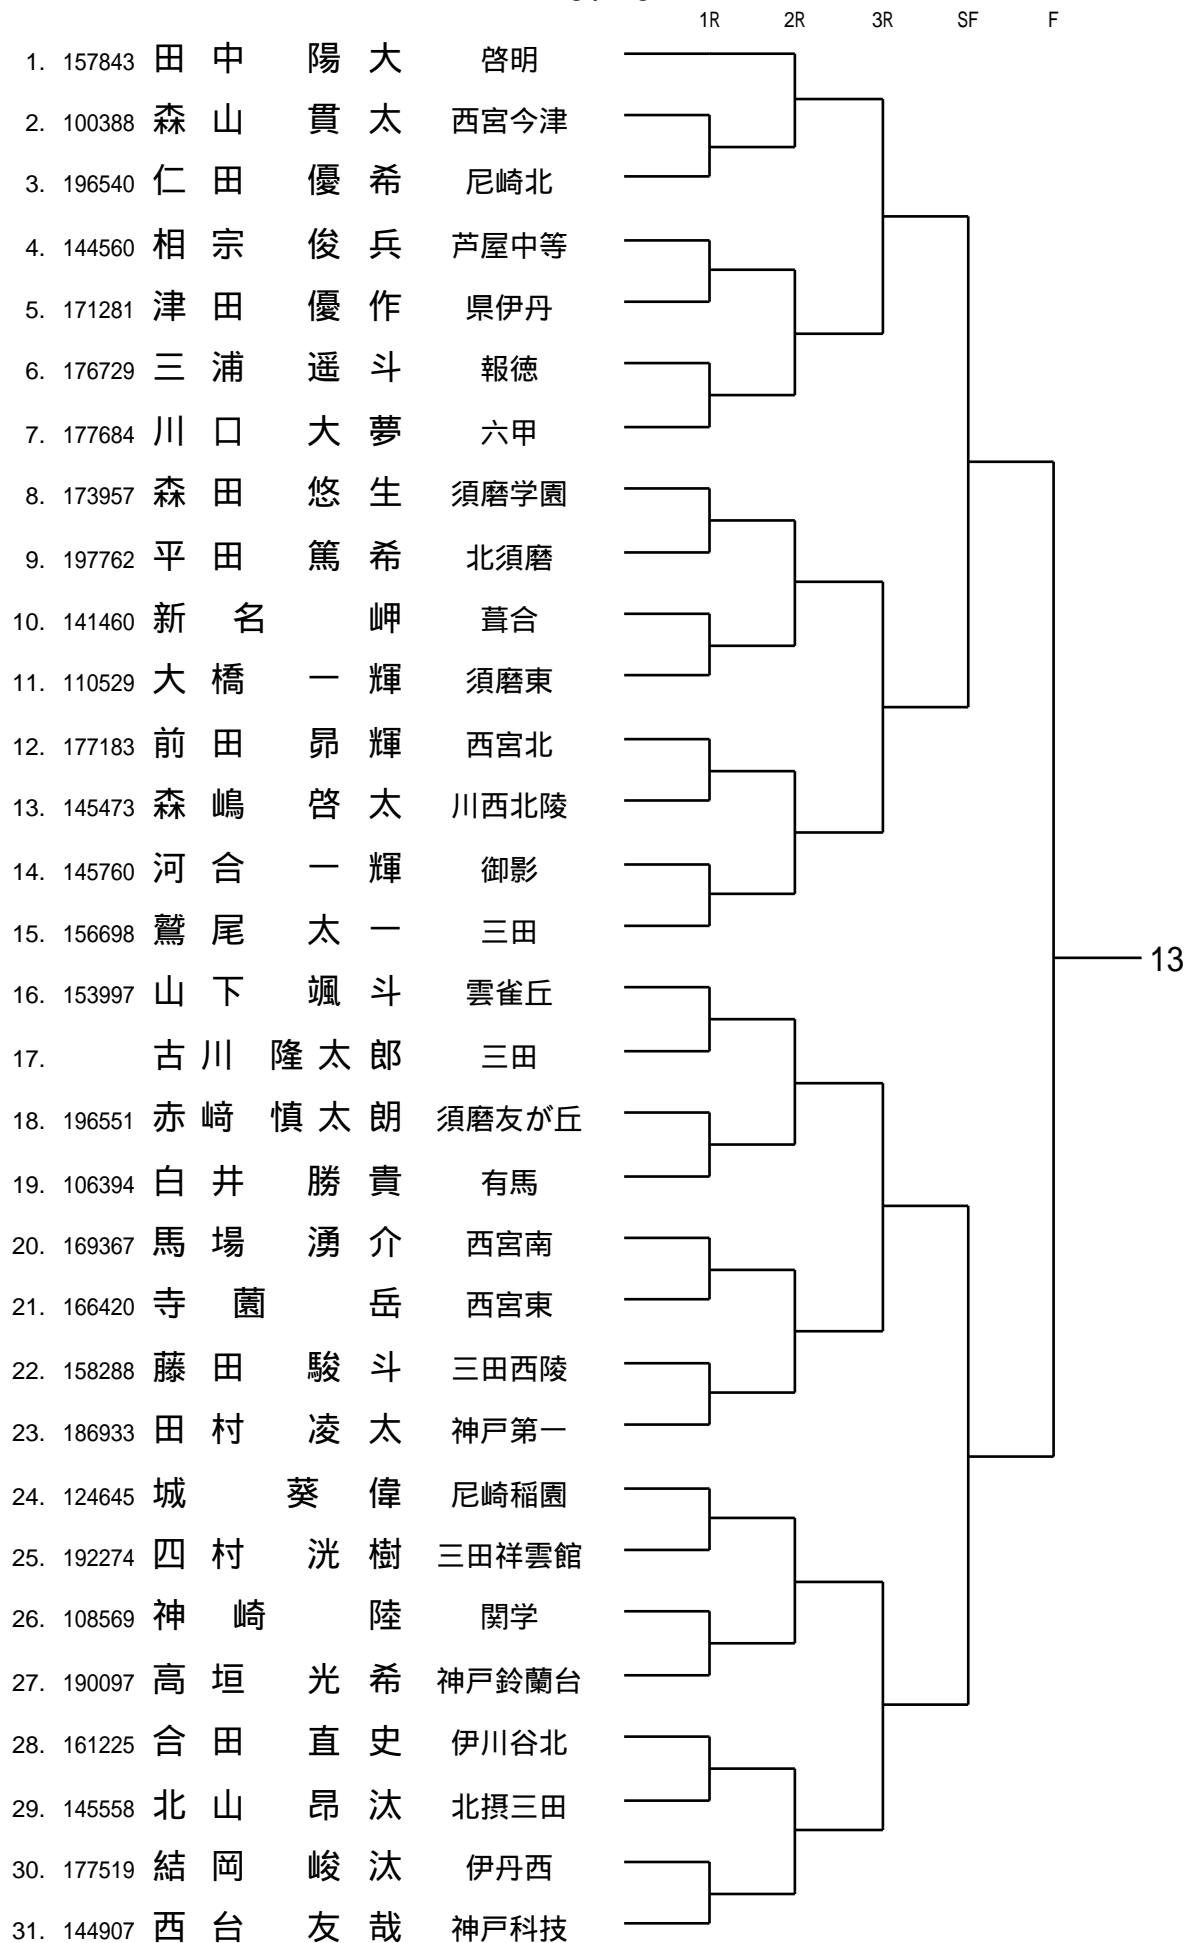 1R 2R 3R SF F
1. 157843 田中 陽大 啓明
2. 100388 森山 貫太 西宮今津
3. 196540 仁田 優希 尼崎北
4. 144560 相宗 俊兵 芦屋中等
5. 171281 津田 優作 県伊丹
6. 176729 三浦 遥斗 報徳
7. 177684 川口 大夢 六甲
8. 173957 森田 悠生 須磨学園
9. 197762 平田 篤希 北須磨
10. 141460 新名 岬 葺合
11. 110529 大橋 一輝 須磨東
12. 177183 前田 昴輝 西宮北
13. 145473 森嶋 啓太 川西北陵
14. 145760 河合 一輝 御影
15. 156698 鷲尾 太一 三田
13
16. 153997 山下 颯斗 雲雀丘
17. 古川 隆太郎 三田
18. 196551 赤﨑 慎太朗 須磨友が丘
19. 106394 白井 勝貴 有馬
20. 169367 馬場 湧介 西宮南
21. 166420 寺薗 岳 西宮東
22. 158288 藤田 駿斗 三田西陵
23. 186933 田村 凌太 神戸第一
24. 124645 城 葵偉 尼崎稲園
25. 192274 四村 洸樹 三田祥雲館
26. 108569 神崎 陸 関学
27. 190097 高垣 光希 神戸鈴蘭台
28. 161225 合田 直史 伊川谷北
29. 145558 北山 昂汰 北摂三田
30. 177519 結岡 峻汰 伊丹西
31. 144907 西台 友哉 神戸科技